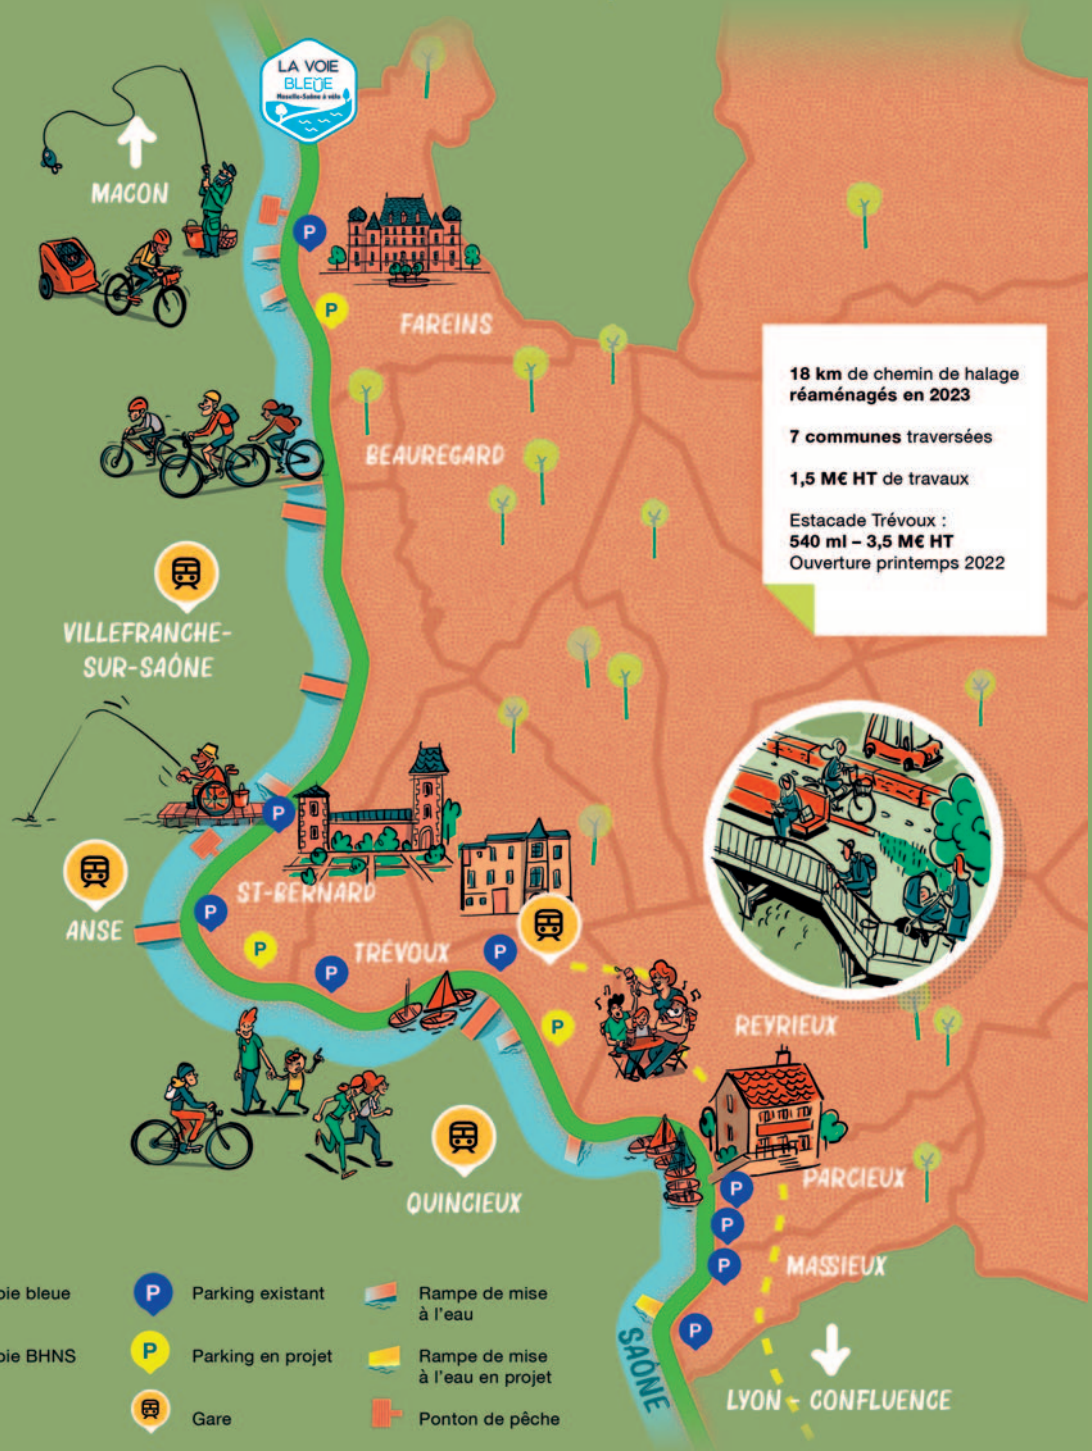 LA VOIE
BLEUE
Moselle-Saône à vélo
MACON
P
P
FAREINS
18 km de chemin de halage
réaménagés en 2023
7 communes traversées
1,5 M€ HT de travaux
Estacade Trévoux :
540 ml – 3,5 M€ HT
Ouverture printemps 2022
BEAUREGARD
VILLEFRANCHE-
SUR-SAÔNE
P
ST-BERNARD
ANSE
P
P
TRÉVOUX
P
P
P
REYRIEUX
QUINCIEUX
PARCIEUX
P
P
P
MASSIEUX
P
SAÔNE
LYON - CONFLUENCE
oie bleue
P
Parking existant
Rampe de mise
à l'eau
oie BHNS
P
Parking en projet
Rampe de mise
à l'eau en projet
Gare
Ponton de pêche